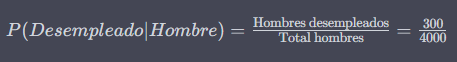 P(Desempleado|Hombre) = Hombres desempleados / Total hombres = 300 / 4000